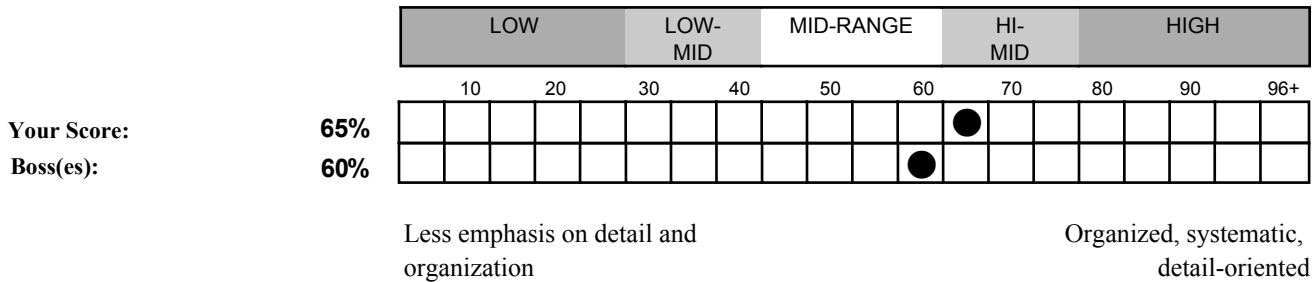 LOW LOW- MID-RANGE HI- HIGH
MID MID
10 20 30 40 50 60 70 80 90 96+
Your Score: 65%
Boss(es): 60%
Less emphasis on detail and Organized, systematic,
organization detail-oriented